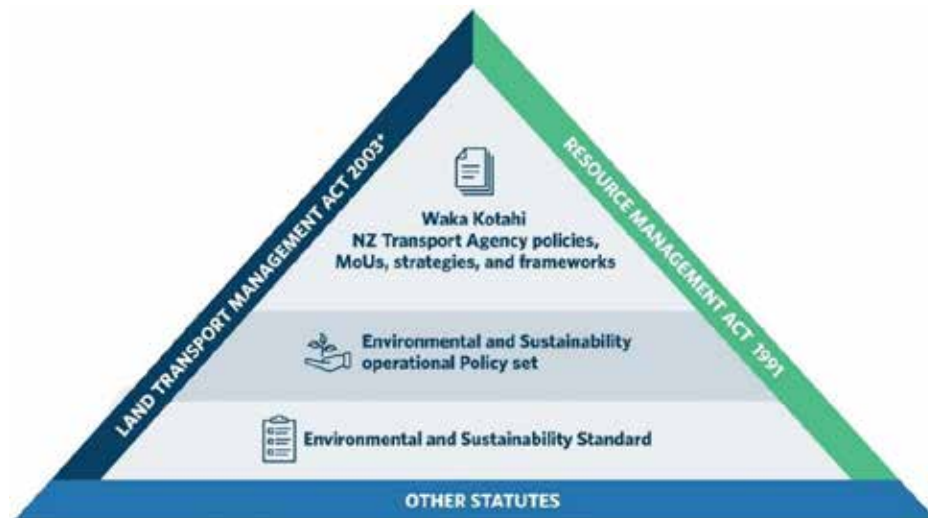 LAND TRANSPORT MANAGEMENT ACT 2003*
RESOURCE MANAGEMENT ACT 1991
Waka Kotahi
NZ Transport Agency policies,
MoUs, strategies, and frameworks
Environmental and Sustainability
operational Policy set
Environmental and Sustainability Standard
OTHER STATUTES